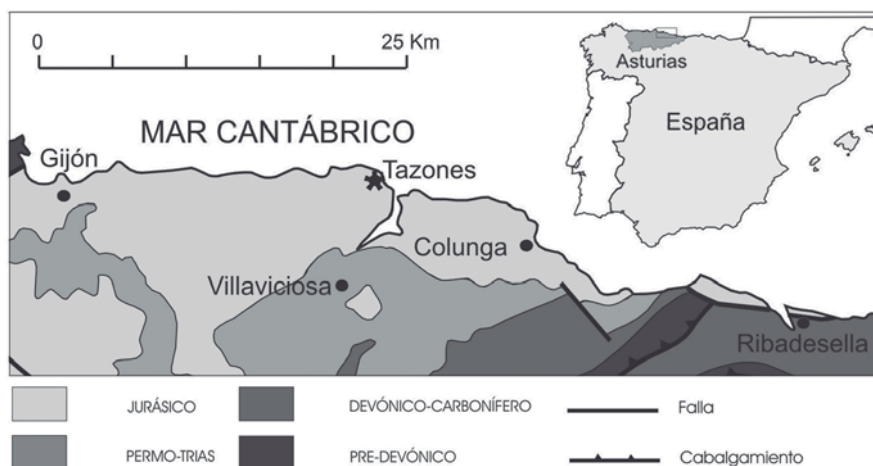 0 25 Km
Asturias
España
MAR CANTÁBRICO
Gijón
Tazones
Colunga
Villaviciosa
Ribadesella
JURÁSICO
DEVÓNICO-CARBONÍFERO
Falla
PERMO-TRIAS
PRE-DEVÓNICO
Cabalgamiento